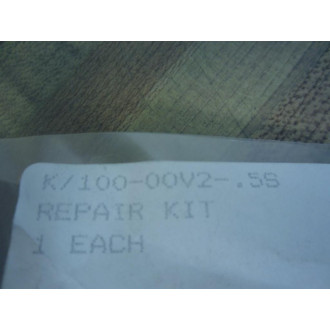 K/100-00V2-.5S
REPAIR KIT
1 EACH